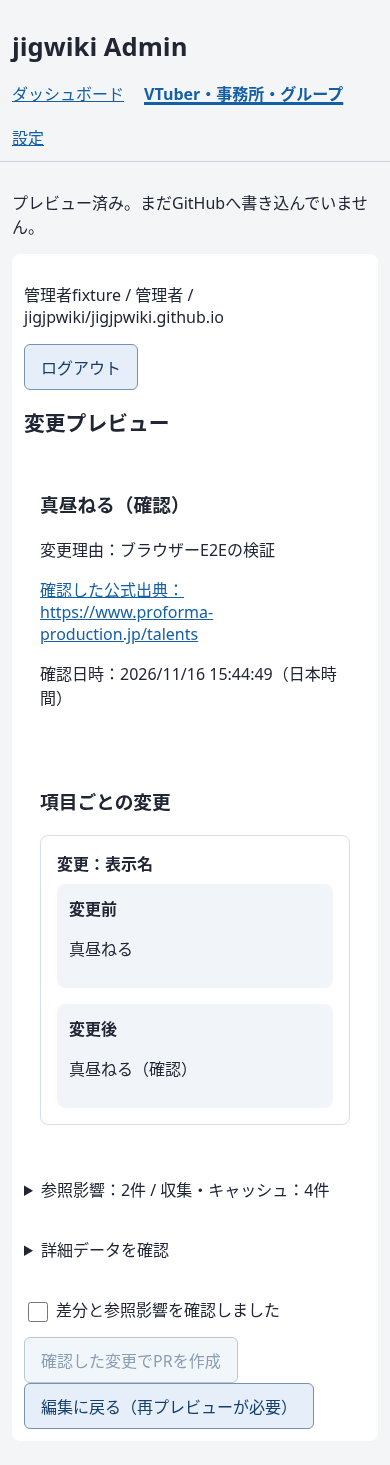 jigwiki Admin
ダッシュボード VTuber・事務所・グループ
設定
プレビュー済み。まだGitHubへ書き込んでいませ
ん。
管理者fixture / 管理者 /
jigjpwiki/jigjpwiki.github.io
ログアウト
変更プレビュー
真昼ねる（確認）
変更理由：ブラウザーE2Eの検証
確認した公式出典：
https://www.proforma-
production.jp/talents
確認日時：2026/11/16 15:44:49（日本時
間）
項目ごとの変更
変更：表示名
変更前
真昼ねる
変更後
真昼ねる（確認）
▶ 参照影響：2件 / 収集・キャッシュ：4件
▶ 詳細データを確認
差分と参照影響を確認しました
確認した変更でPRを作成
編集に戻る（再プレビューが必要）